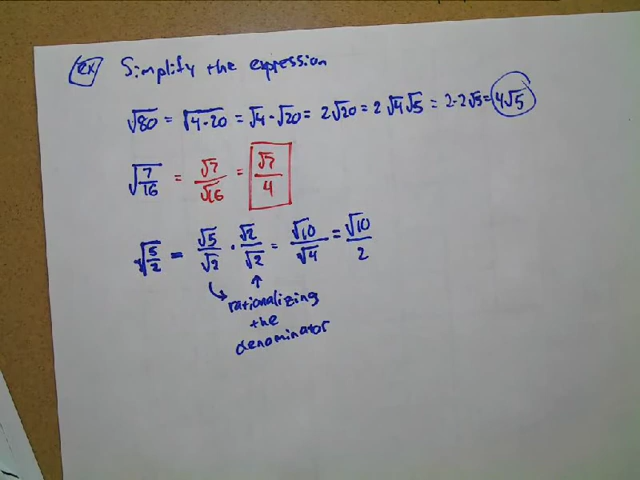 ex Simplify the expression
√80 = √4·20 = √4·√20 = 2√20 = 2√4√5 = 2·2√5 = 4√5
√7/16 = √7/√16 = √7/4
√5/2 = √5/√2 · √2/√2 = √10/√4 = √10/2
rationalizing
the
denominator